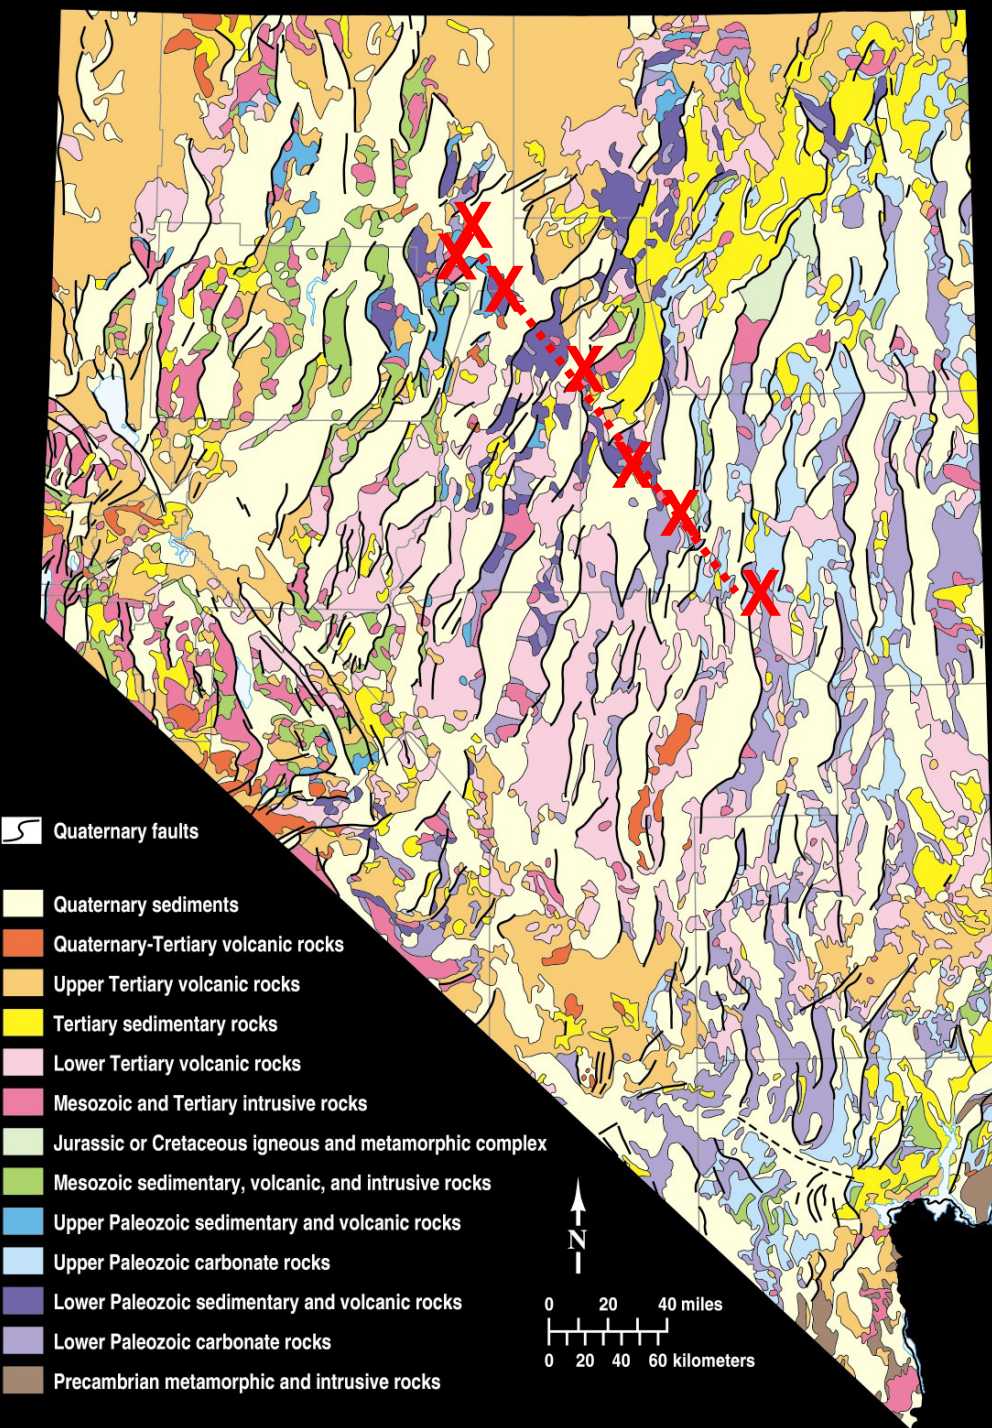 X
X
X
X
X
X
X
Quaternary faults
Quaternary sediments
Quaternary-Tertiary volcanic rocks
Upper Tertiary volcanic rocks
Tertiary sedimentary rocks
Lower Tertiary volcanic rocks
Mesozoic and Tertiary intrusive rocks
Jurassic or Cretaceous igneous and metamorphic complex
Mesozoic sedimentary, volcanic, and intrusive rocks
Upper Paleozoic sedimentary and volcanic rocks
Upper Paleozoic carbonate rocks
Lower Paleozoic sedimentary and volcanic rocks
Lower Paleozoic carbonate rocks
Precambrian metamorphic and intrusive rocks
N
0 20 40 miles
0 20 40 60 kilometers